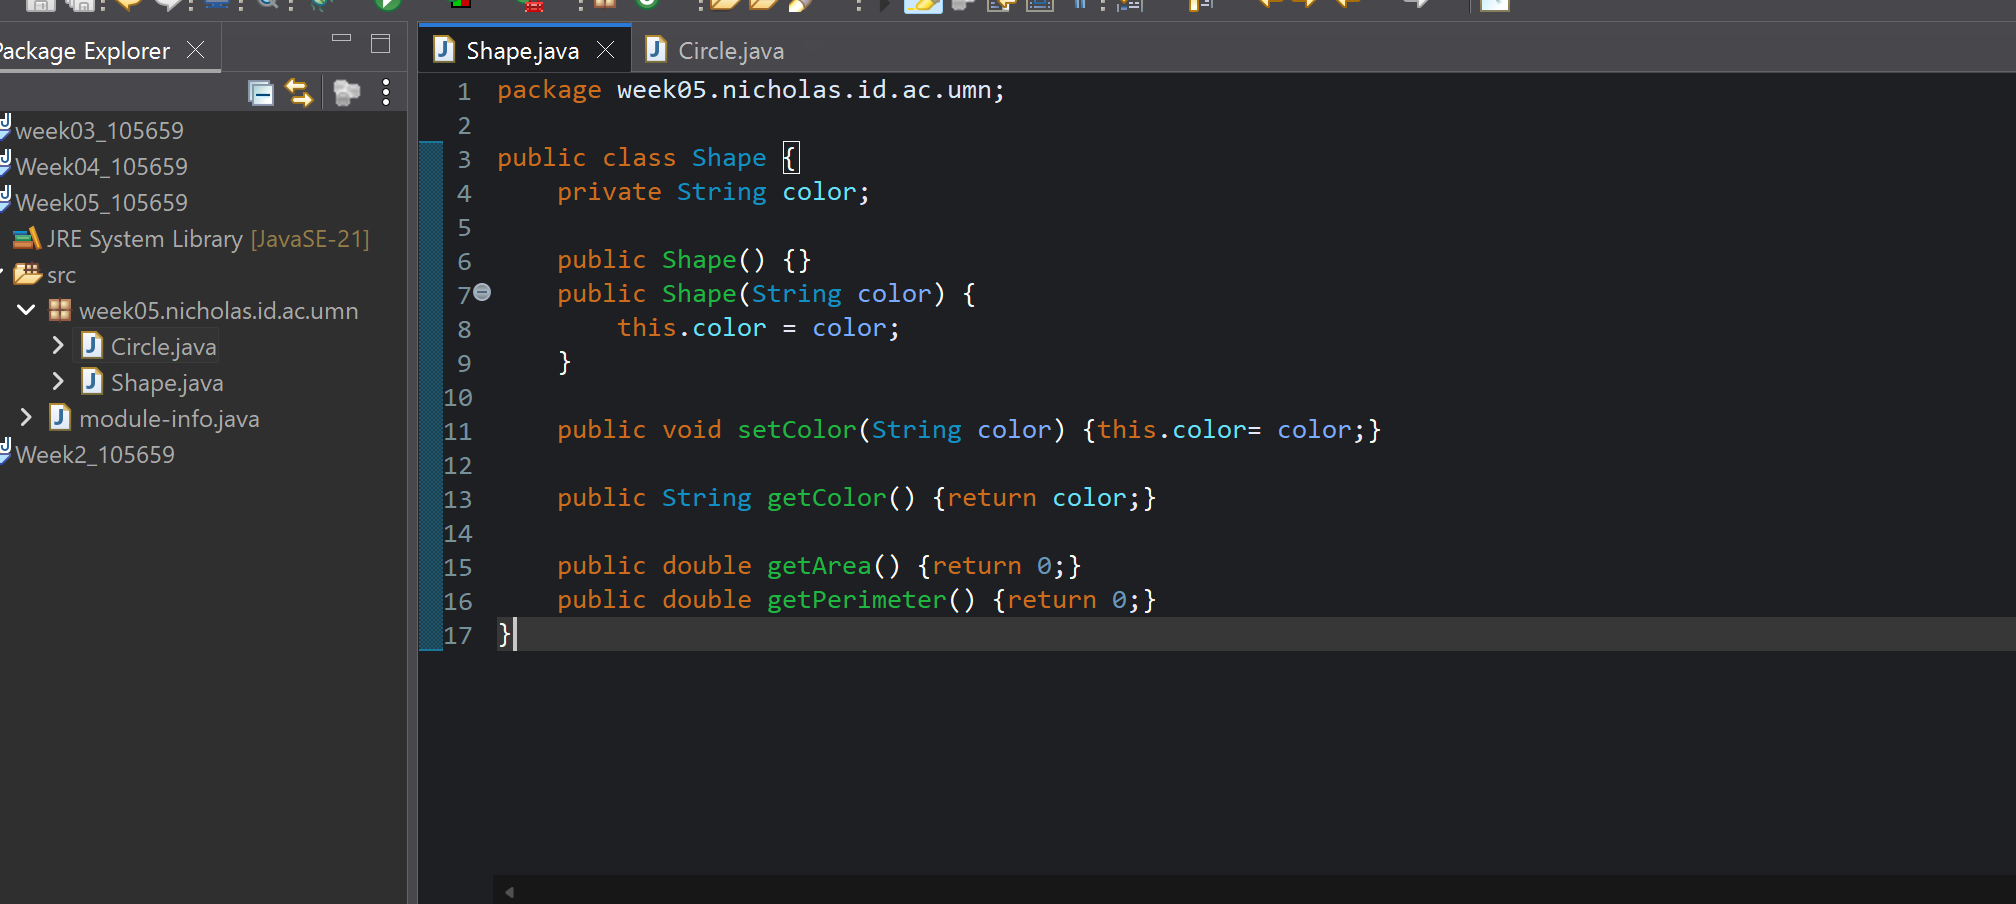 Package Explorer
week03_105659
Week04_105659
Week05_105659
JRE System Library [JavaSE-21]
src
week05.nicholas.id.ac.umn
Circle.java
Shape.java
module-info.java
Week2_105659
Shape.java
Circle.java
1 package week05.nicholas.id.ac.umn;
2
3 public class Shape {
4     private String color;
5
6     public Shape() {}
7     public Shape(String color) {
8         this.color = color;
9     }
10
11     public void setColor(String color) {this.color= color;}
12
13     public String getColor() {return color;}
14
15     public double getArea() {return 0;}
16     public double getPerimeter() {return 0;}
17 }